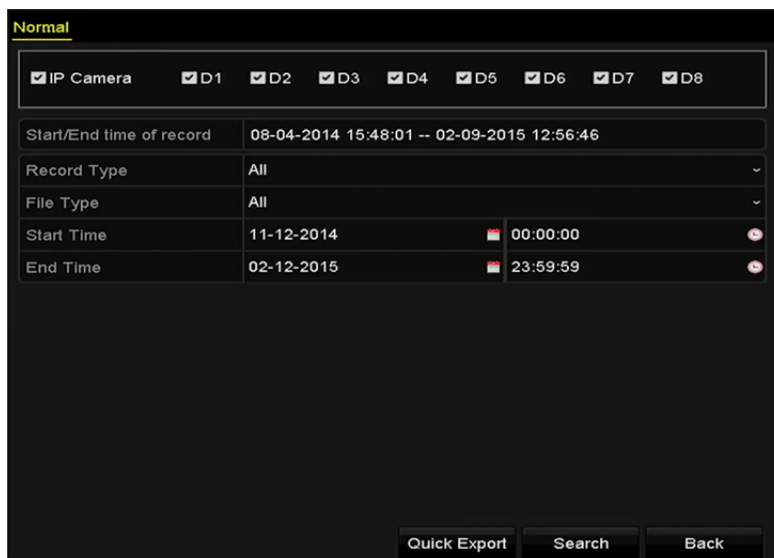 Normal
IP Camera D1 D2 D3 D4 D5 D6 D7 D8
Start/End time of record 08-04-2014 15:48:01 -- 02-09-2015 12:56:46
Record Type All
File Type All
Start Time 11-12-2014 00:00:00
End Time 02-12-2015 23:59:59
Quick Export Search Back